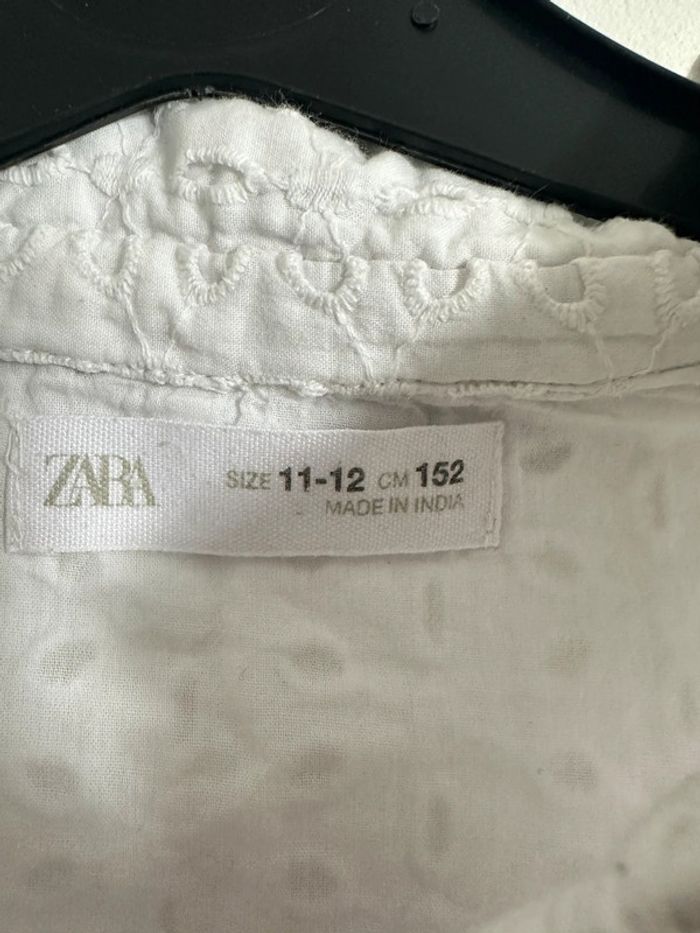 ZARA
SIZE 11-12 CM 152
MADE IN INDIA